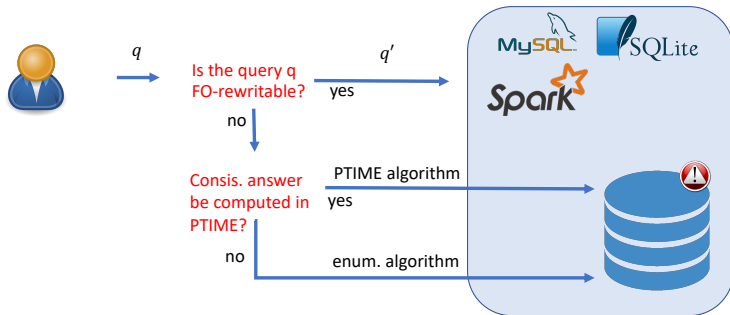 q
q′
Is the query q
FO-rewritable?
yes
no
MySQL™
SQLite
Spark
Consis. answer
be computed in
PTIME?
PTIME algorithm
yes
no
enum. algorithm
!